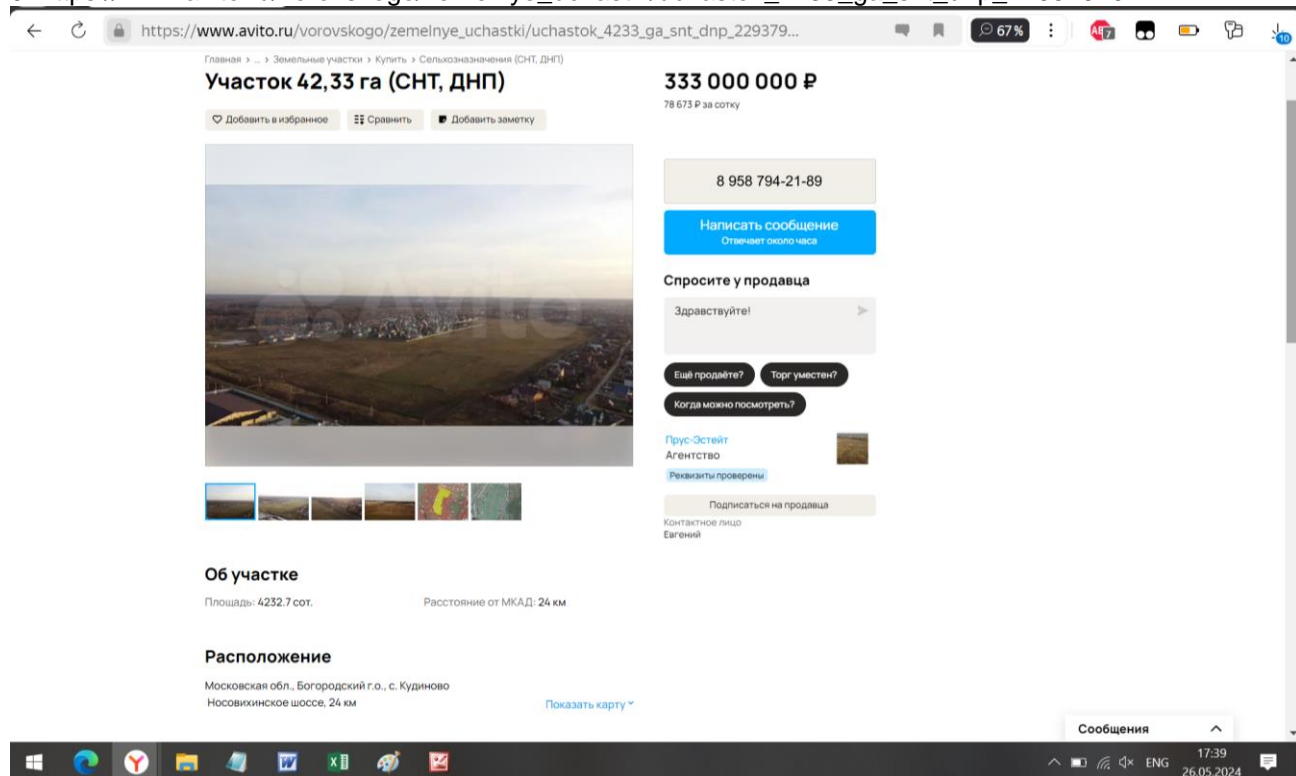 https://www.avito.ru/vorovskogo/zemelnye_uchastki/uchastok_4233_ga_snt_dnp_229379...
67%
Главная > ... > Земельные участки > Купить > Сельхозназначения (СНТ, ДНП)
Участок 42,33 га (СНТ, ДНП)
333 000 000 ₽
78 673 ₽ за сотку
Добавить в избранное
Сравнить
Добавить заметку
8 958 794-21-89
Написать сообщение
Отвечает около часа
Avito
Спросите у продавца
Здравствуйте!
Ещё продаёте?
Торг уместен?
Когда можно посмотреть?
Прус-Эстейт
Агентство
Реквизиты проверены
Подписаться на продавца
Контактное лицо
Евгений
Об участке
Площадь: 4232.7 сот.
Расстояние от МКАД: 24 км
Расположение
Московская обл., Богородский г.о., с. Кудиново
Носовихинское шоссе, 24 км
Показать карту
Сообщения
ENG
17:39
26.05.2024